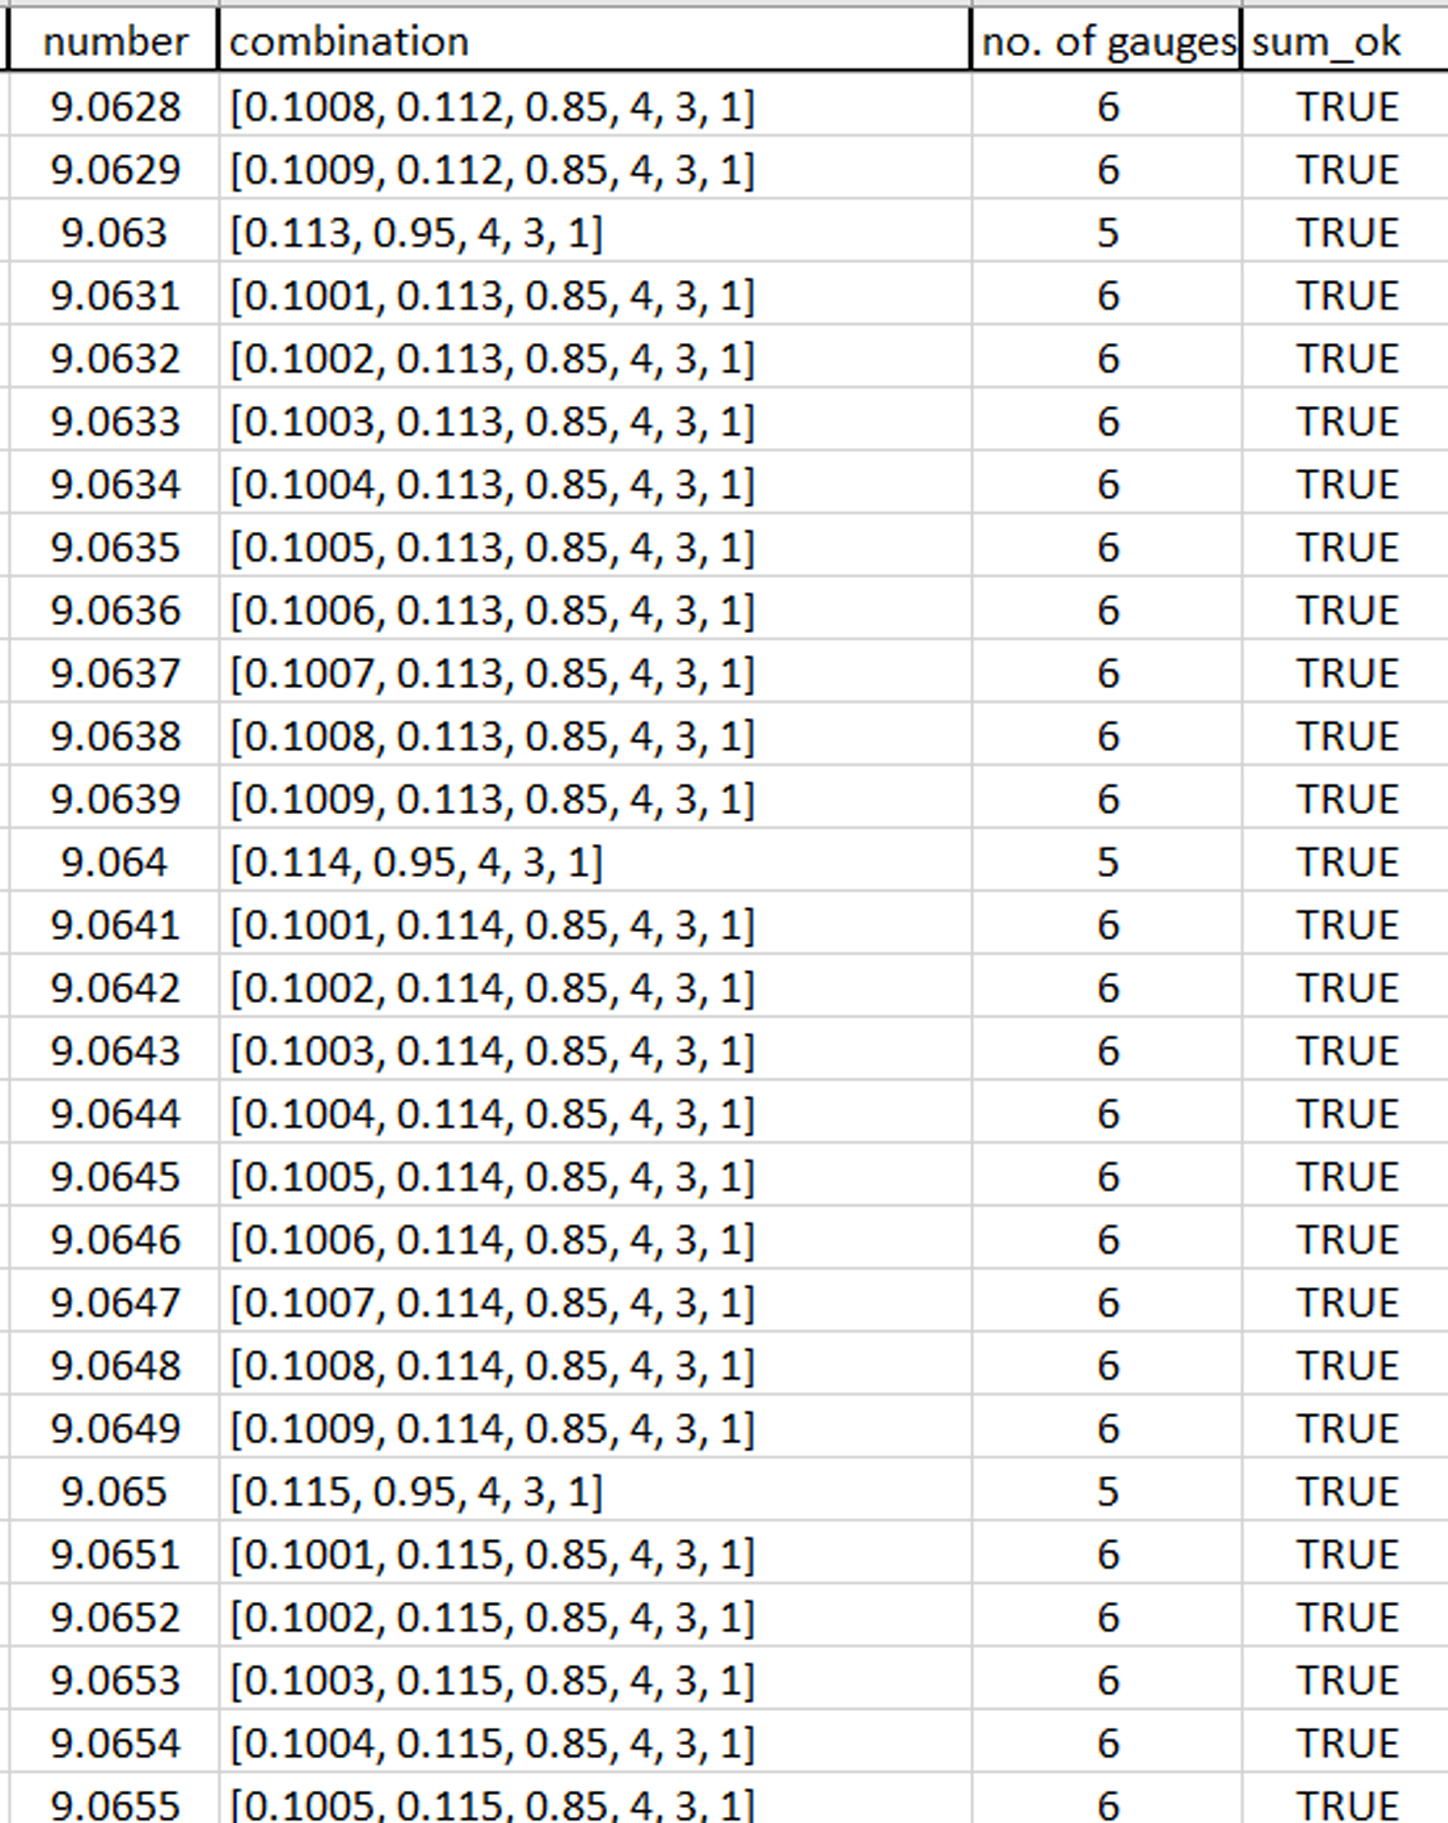 number combination no. of gauges sum_ok
9.0628 [0.1008, 0.112, 0.85, 4, 3, 1] 6 TRUE
9.0629 [0.1009, 0.112, 0.85, 4, 3, 1] 6 TRUE
9.063 [0.113, 0.95, 4, 3, 1] 5 TRUE
9.0631 [0.1001, 0.113, 0.85, 4, 3, 1] 6 TRUE
9.0632 [0.1002, 0.113, 0.85, 4, 3, 1] 6 TRUE
9.0633 [0.1003, 0.113, 0.85, 4, 3, 1] 6 TRUE
9.0634 [0.1004, 0.113, 0.85, 4, 3, 1] 6 TRUE
9.0635 [0.1005, 0.113, 0.85, 4, 3, 1] 6 TRUE
9.0636 [0.1006, 0.113, 0.85, 4, 3, 1] 6 TRUE
9.0637 [0.1007, 0.113, 0.85, 4, 3, 1] 6 TRUE
9.0638 [0.1008, 0.113, 0.85, 4, 3, 1] 6 TRUE
9.0639 [0.1009, 0.113, 0.85, 4, 3, 1] 6 TRUE
9.064 [0.114, 0.95, 4, 3, 1] 5 TRUE
9.0641 [0.1001, 0.114, 0.85, 4, 3, 1] 6 TRUE
9.0642 [0.1002, 0.114, 0.85, 4, 3, 1] 6 TRUE
9.0643 [0.1003, 0.114, 0.85, 4, 3, 1] 6 TRUE
9.0644 [0.1004, 0.114, 0.85, 4, 3, 1] 6 TRUE
9.0645 [0.1005, 0.114, 0.85, 4, 3, 1] 6 TRUE
9.0646 [0.1006, 0.114, 0.85, 4, 3, 1] 6 TRUE
9.0647 [0.1007, 0.114, 0.85, 4, 3, 1] 6 TRUE
9.0648 [0.1008, 0.114, 0.85, 4, 3, 1] 6 TRUE
9.0649 [0.1009, 0.114, 0.85, 4, 3, 1] 6 TRUE
9.065 [0.115, 0.95, 4, 3, 1] 5 TRUE
9.0651 [0.1001, 0.115, 0.85, 4, 3, 1] 6 TRUE
9.0652 [0.1002, 0.115, 0.85, 4, 3, 1] 6 TRUE
9.0653 [0.1003, 0.115, 0.85, 4, 3, 1] 6 TRUE
9.0654 [0.1004, 0.115, 0.85, 4, 3, 1] 6 TRUE
9.0655 [0.1005, 0.115, 0.85, 4, 3, 1] 6 TRUE